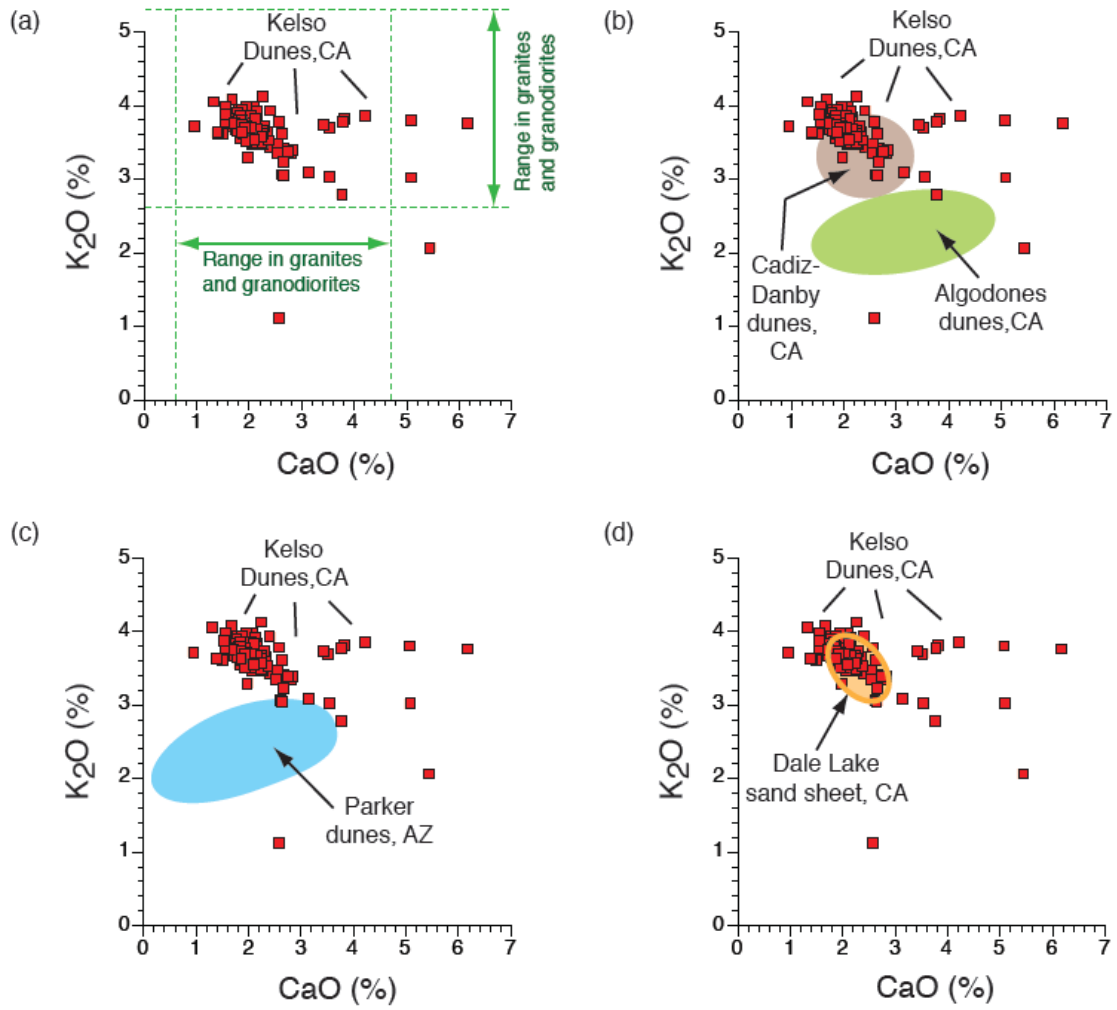 (a)
Kelso
Dunes,CA
Range in granites
and granodiorites
Range in granites
and granodiorites
K2O (%)
5
4
3
2
1
0
0 1 2 3 4 5 6 7
CaO (%)
(b)
Kelso
Dunes,CA
Cadiz-
Danby
dunes,
CA
Algodones
dunes,CA
K2O (%)
5
4
3
2
1
0
0 1 2 3 4 5 6 7
CaO (%)
(c)
Kelso
Dunes,CA
Parker
dunes, AZ
K2O (%)
5
4
3
2
1
0
0 1 2 3 4 5 6 7
CaO (%)
(d)
Kelso
Dunes,CA
Dale Lake
sand sheet, CA
K2O (%)
5
4
3
2
1
0
0 1 2 3 4 5 6 7
CaO (%)